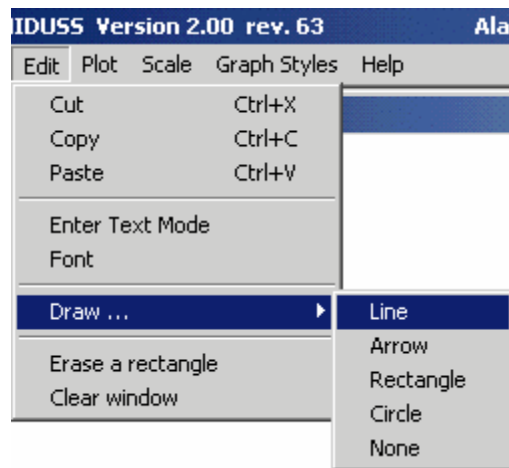 IDUSS Version 2.00 rev. 63 Ala
Edit Plot Scale Graph Styles Help
Cut Ctrl+X
Copy Ctrl+C
Paste Ctrl+V
Enter Text Mode
Font
Draw ...
Line
Arrow
Rectangle
Circle
None
Erase a rectangle
Clear window